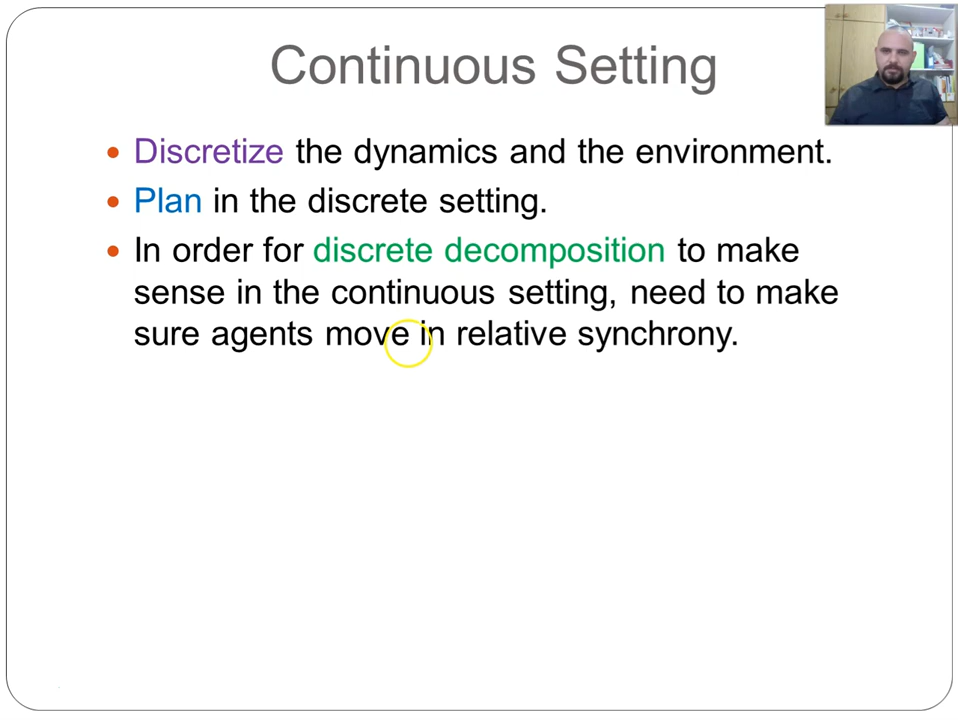 Continuous Setting
Discretize the dynamics and the environment.
Plan in the discrete setting.
In order for discrete decomposition to make
sense in the continuous setting, need to make
sure agents move in relative synchrony.